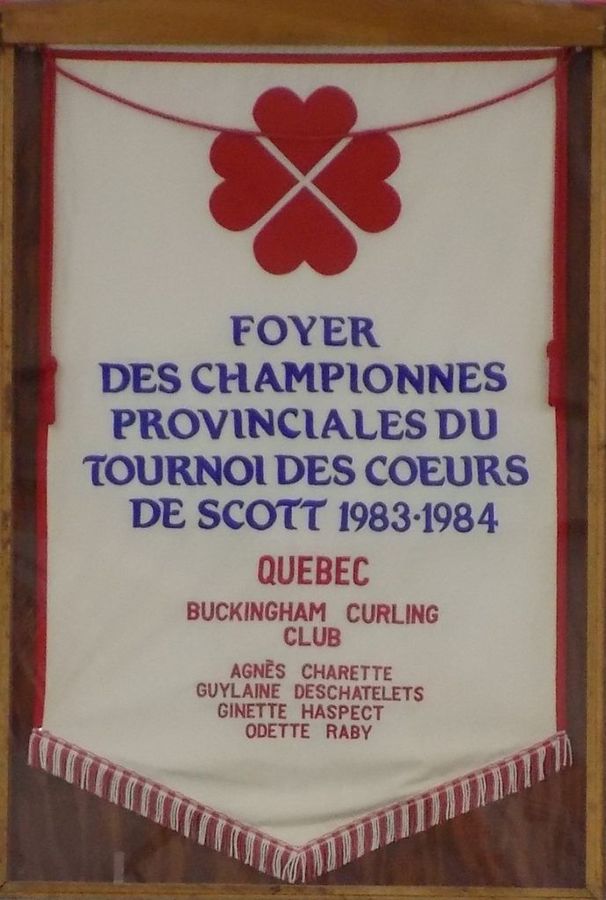 FOYER
DES CHAMPIONNES
PROVINCIALES DU
TOURNOI DES COEURS
DE SCOTT 1983-1984
QUEBEC
BUCKINGHAM CURLING
CLUB
AGNÈS CHARETTE
GUYLAINE DESCHATELETS
GINETTE HASPECT
ODETTE RABY